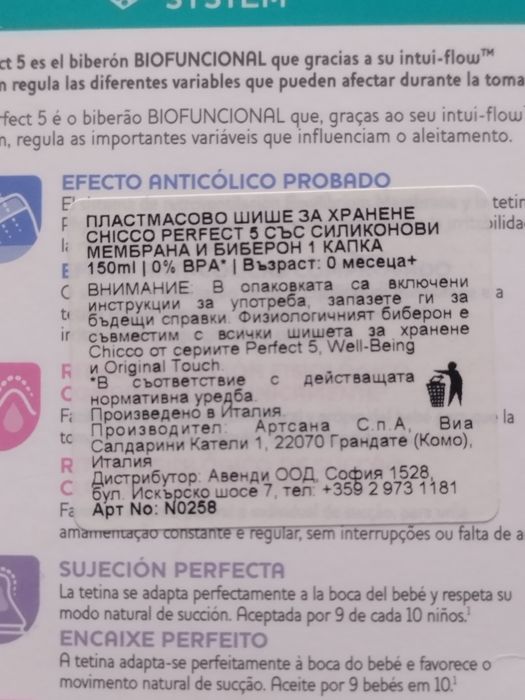 SYSTEM
ct 5 es el biberón BIOFUNCIONAL que gracias a su intui-flow™
n regula las diferentes variables que pueden afectar durante la toma
rfect 5 é o biberão BIOFUNCIONAL que, graças ao seu intui-flow
n, regula as importantes variáveis que influenciam o aleitamento.
EFECTO ANTICÓLICO PROBADO
ПЛАСТМАСОВО ШИШЕ ЗА ХРАНЕНЕ
CHICCO PERFECT 5 СЪС СИЛИКОНОВИ
МЕМБРАНА И БИБЕРОН 1 КАПКА
150ml | 0% BPA* | Възраст: 0 месеца+
ВНИМАНИЕ: В опаковката са включени
инструкции за употреба, запазете ги за
бъдещи справки. Физиологичният биберон е
съвместим с всички шишета за хранене
Chicco от сериите Perfect 5, Well-Being
и Original Touch.
*В съответствие с действащата
нормативна уредба.
Произведено в Италия.
Производител: Артсана С.п.А, Виа
Салдарини Катели 1, 22070 Грандате (Комо),
Италия
Дистрибутор: Авенди ООД, София 1528,
бул. Искърско шосе 7, тел: +359 2 973 1181
Арт No: N0258
amamentação constante e regular, sem interrupções ou falta de a
SUJECIÓN PERFECTA
La tetina se adapta perfectamente a la boca del bebé y respeta su
modo natural de succión. Aceptada por 9 de cada 10 niños.¹
ENCAIXE PERFEITO
A tetina adapta-se perfeitamente à boca do bebé e favorece o
movimento natural de sucção. Aceite por 9 bebés em 10.¹